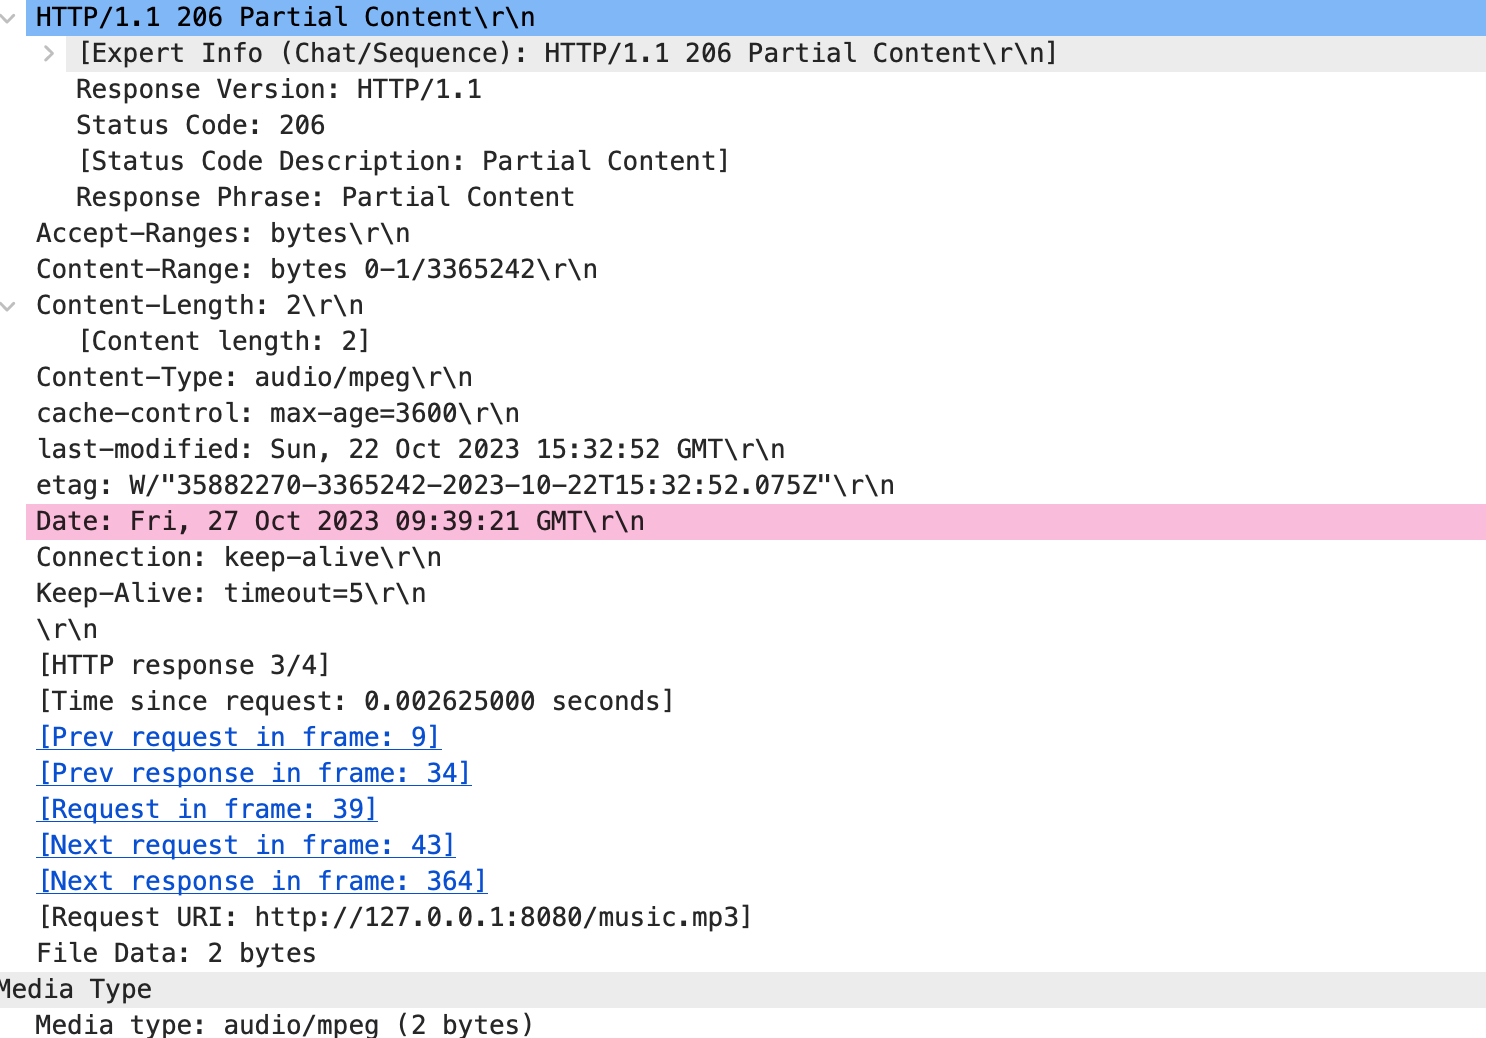 HTTP/1.1 206 Partial Content\r\n
[Expert Info (Chat/Sequence): HTTP/1.1 206 Partial Content\r\n]
Response Version: HTTP/1.1
Status Code: 206
[Status Code Description: Partial Content]
Response Phrase: Partial Content
Accept-Ranges: bytes\r\n
Content-Range: bytes 0-1/3365242\r\n
Content-Length: 2\r\n
[Content length: 2]
Content-Type: audio/mpeg\r\n
cache-control: max-age=3600\r\n
last-modified: Sun, 22 Oct 2023 15:32:52 GMT\r\n
etag: W/"35882270-3365242-2023-10-22T15:32:52.075Z"\r\n
Date: Fri, 27 Oct 2023 09:39:21 GMT\r\n
Connection: keep-alive\r\n
Keep-Alive: timeout=5\r\n
\r\n
[HTTP response 3/4]
[Time since request: 0.002625000 seconds]
[Prev request in frame: 9]
[Prev response in frame: 34]
[Request in frame: 39]
[Next request in frame: 43]
[Next response in frame: 364]
[Request URI: http://127.0.0.1:8080/music.mp3]
File Data: 2 bytes
Media Type
Media type: audio/mpeg (2 bytes)